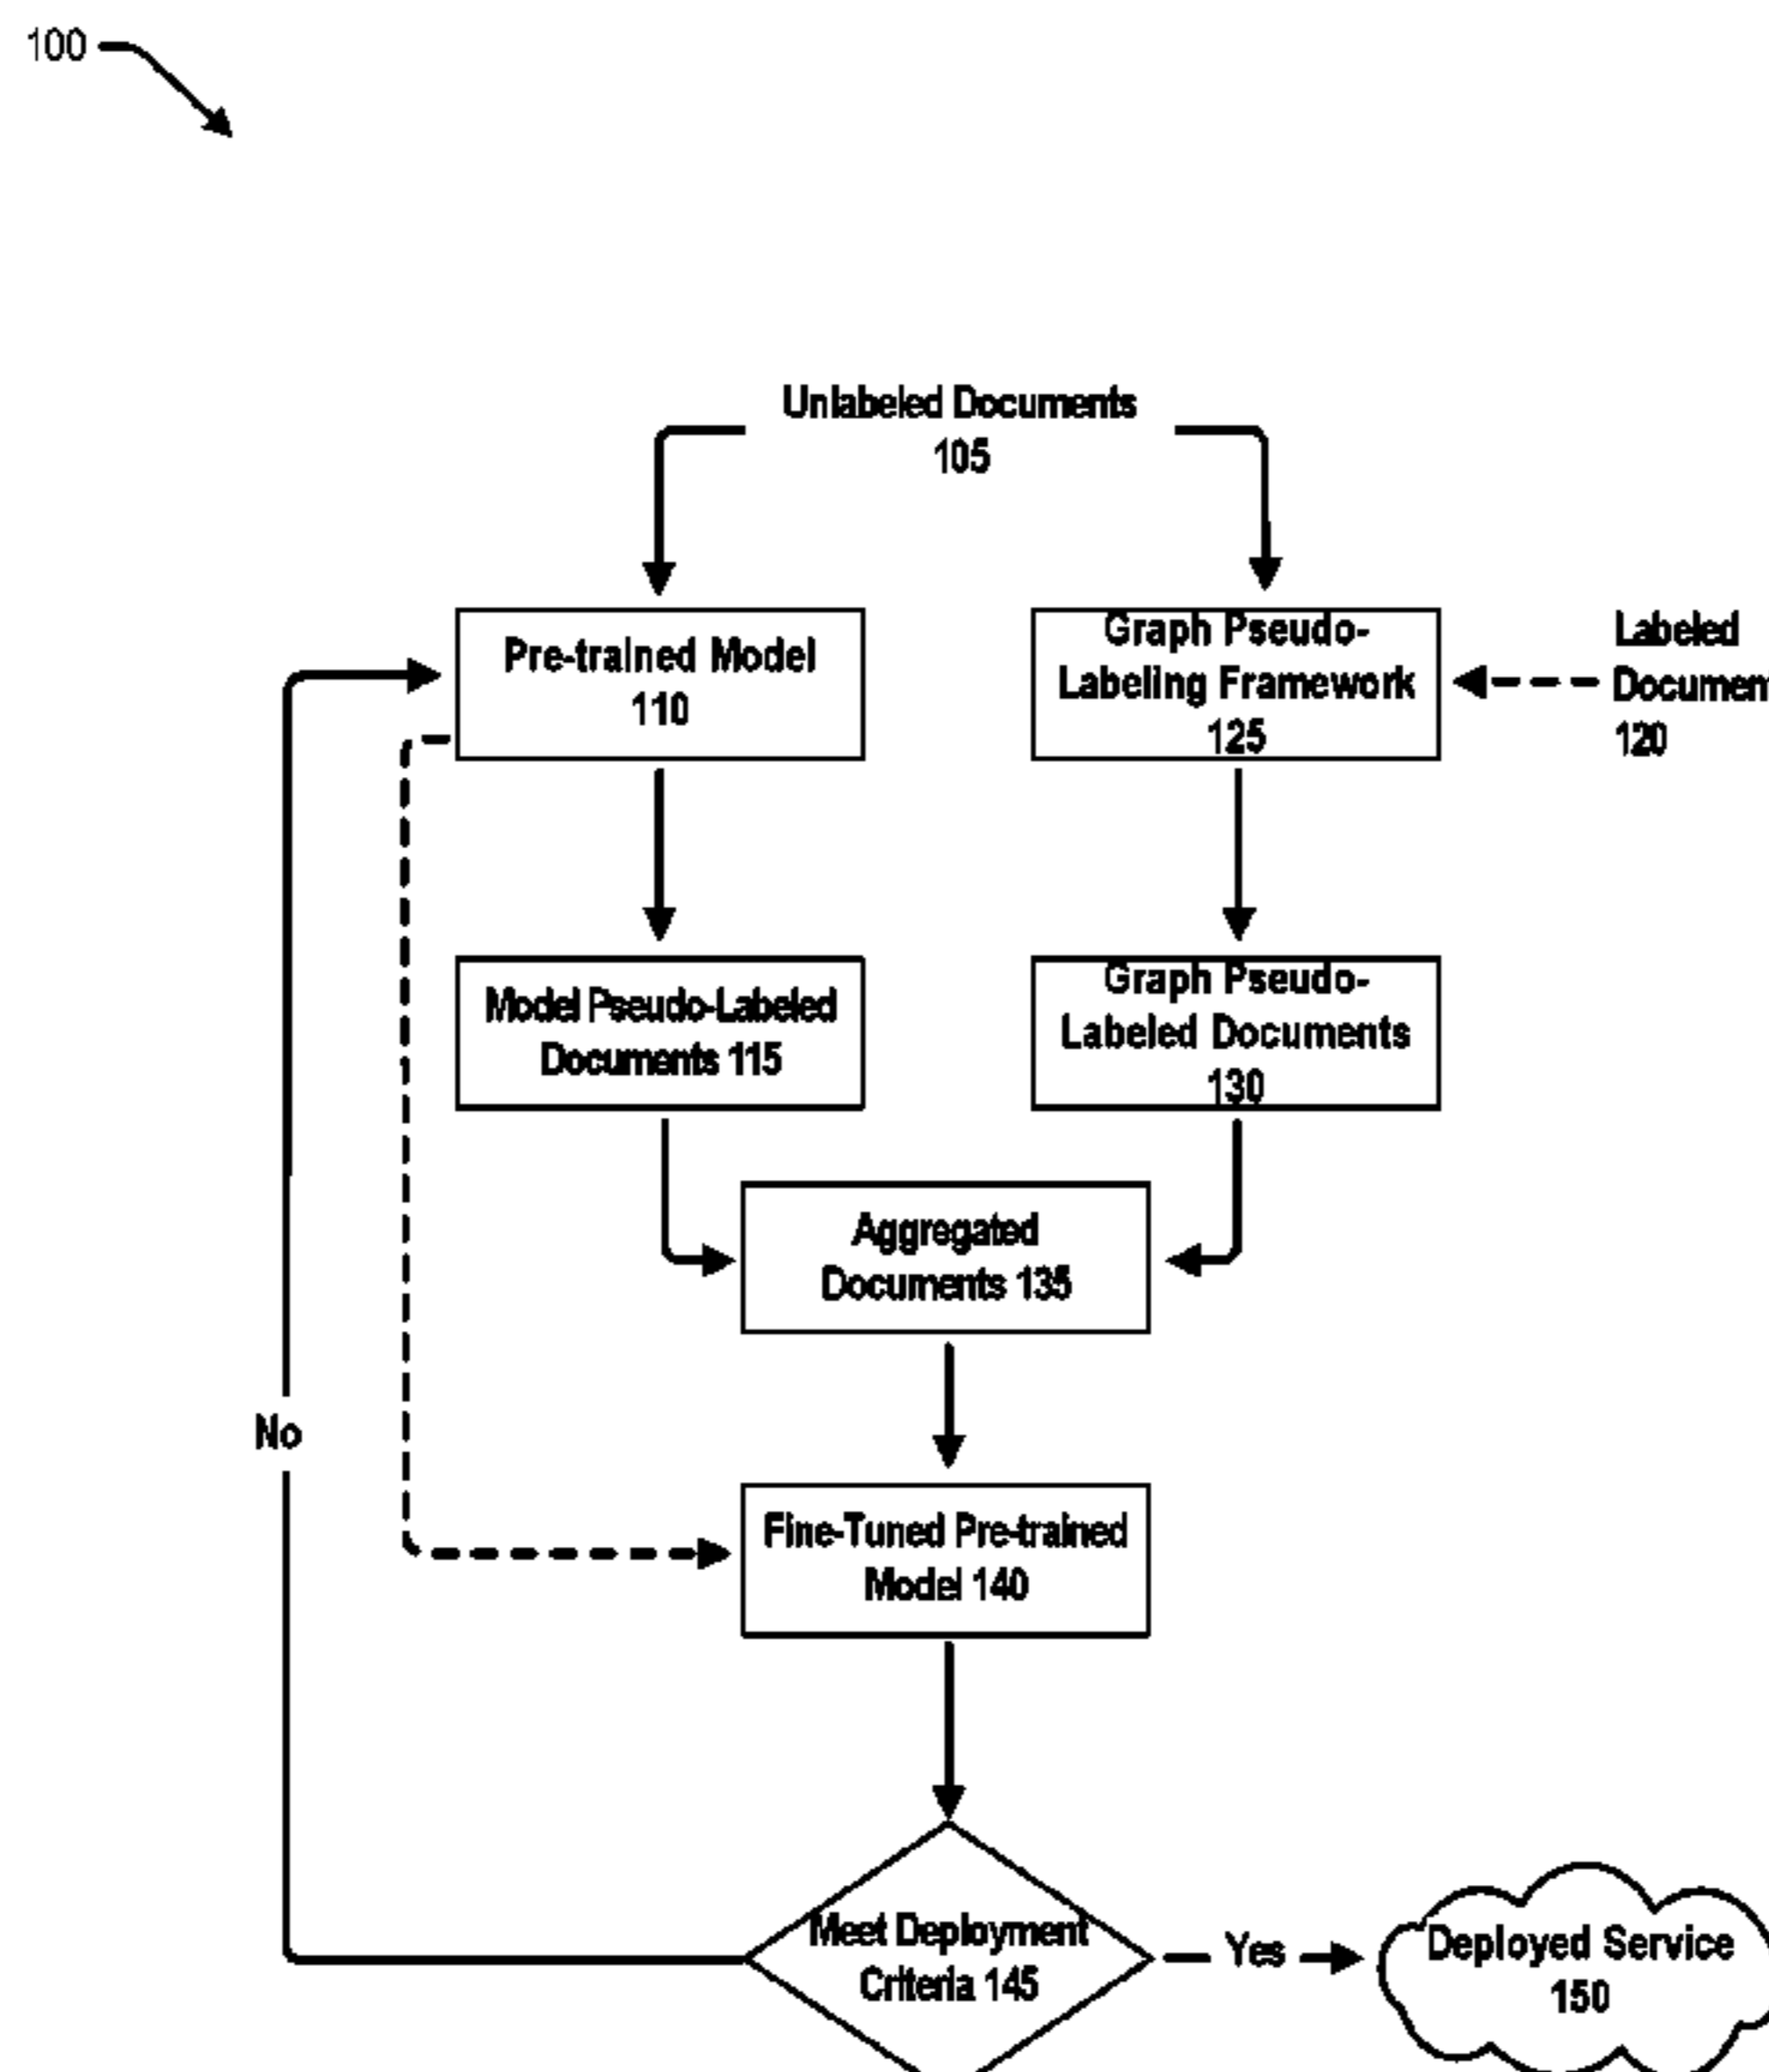 100
Unlabeled Documents
105
Pre-trained Model
110
Graph Pseudo-
Labeling Framework
125
Labeled
Documen
120
Model Pseudo-Labeled
Documents 115
Graph Pseudo-
Labeled Documents
130
Aggregated
Documents 135
No
Fine-Tuned Pre-trained
Model 140
Meet Deployment
Criteria 145
Yes
Deployed Service
150